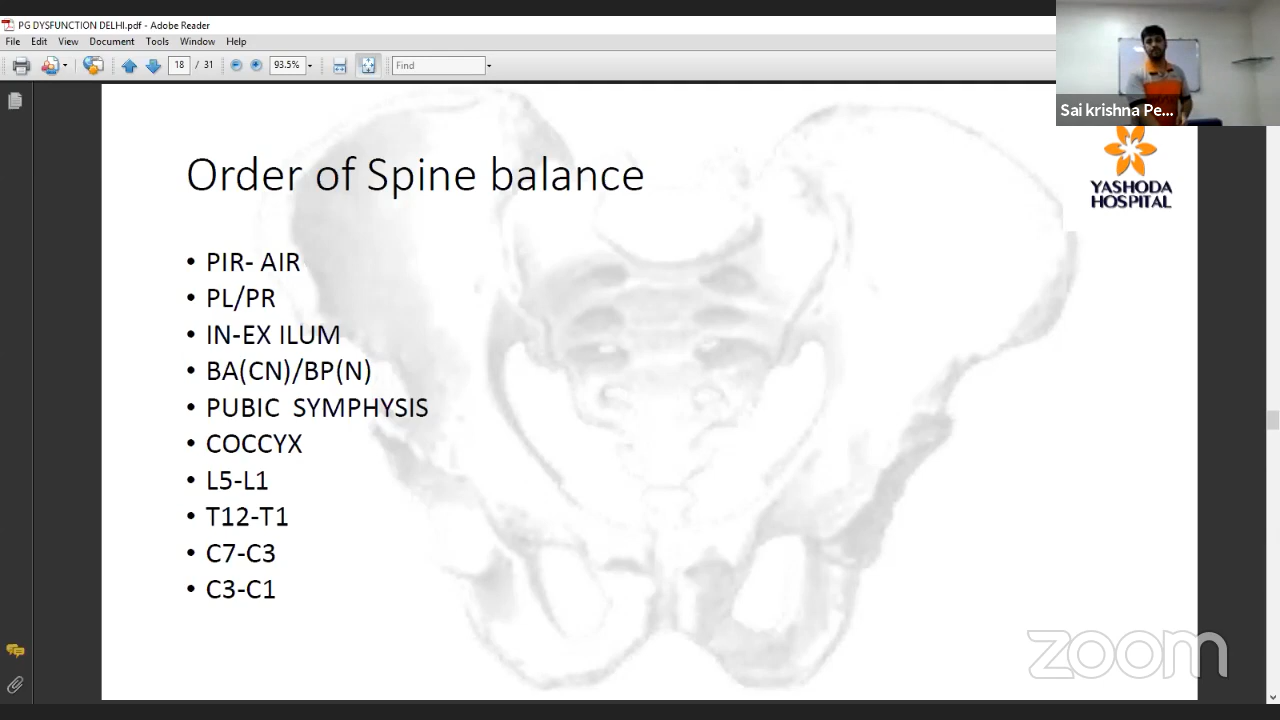 PG DYSFUNCTION DELHI.pdf - Adobe Reader
File Edit View Document Tools Window Help
18 / 31 93.5% Find
Sai krishna Pe...
YASHODA
HOSPITAL
Order of Spine balance
• PIR- AIR
• PL/PR
• IN-EX ILUM
• BA(CN)/BP(N)
• PUBIC SYMPHYSIS
• COCCYX
• L5-L1
• T12-T1
• C7-C3
• C3-C1
zoom